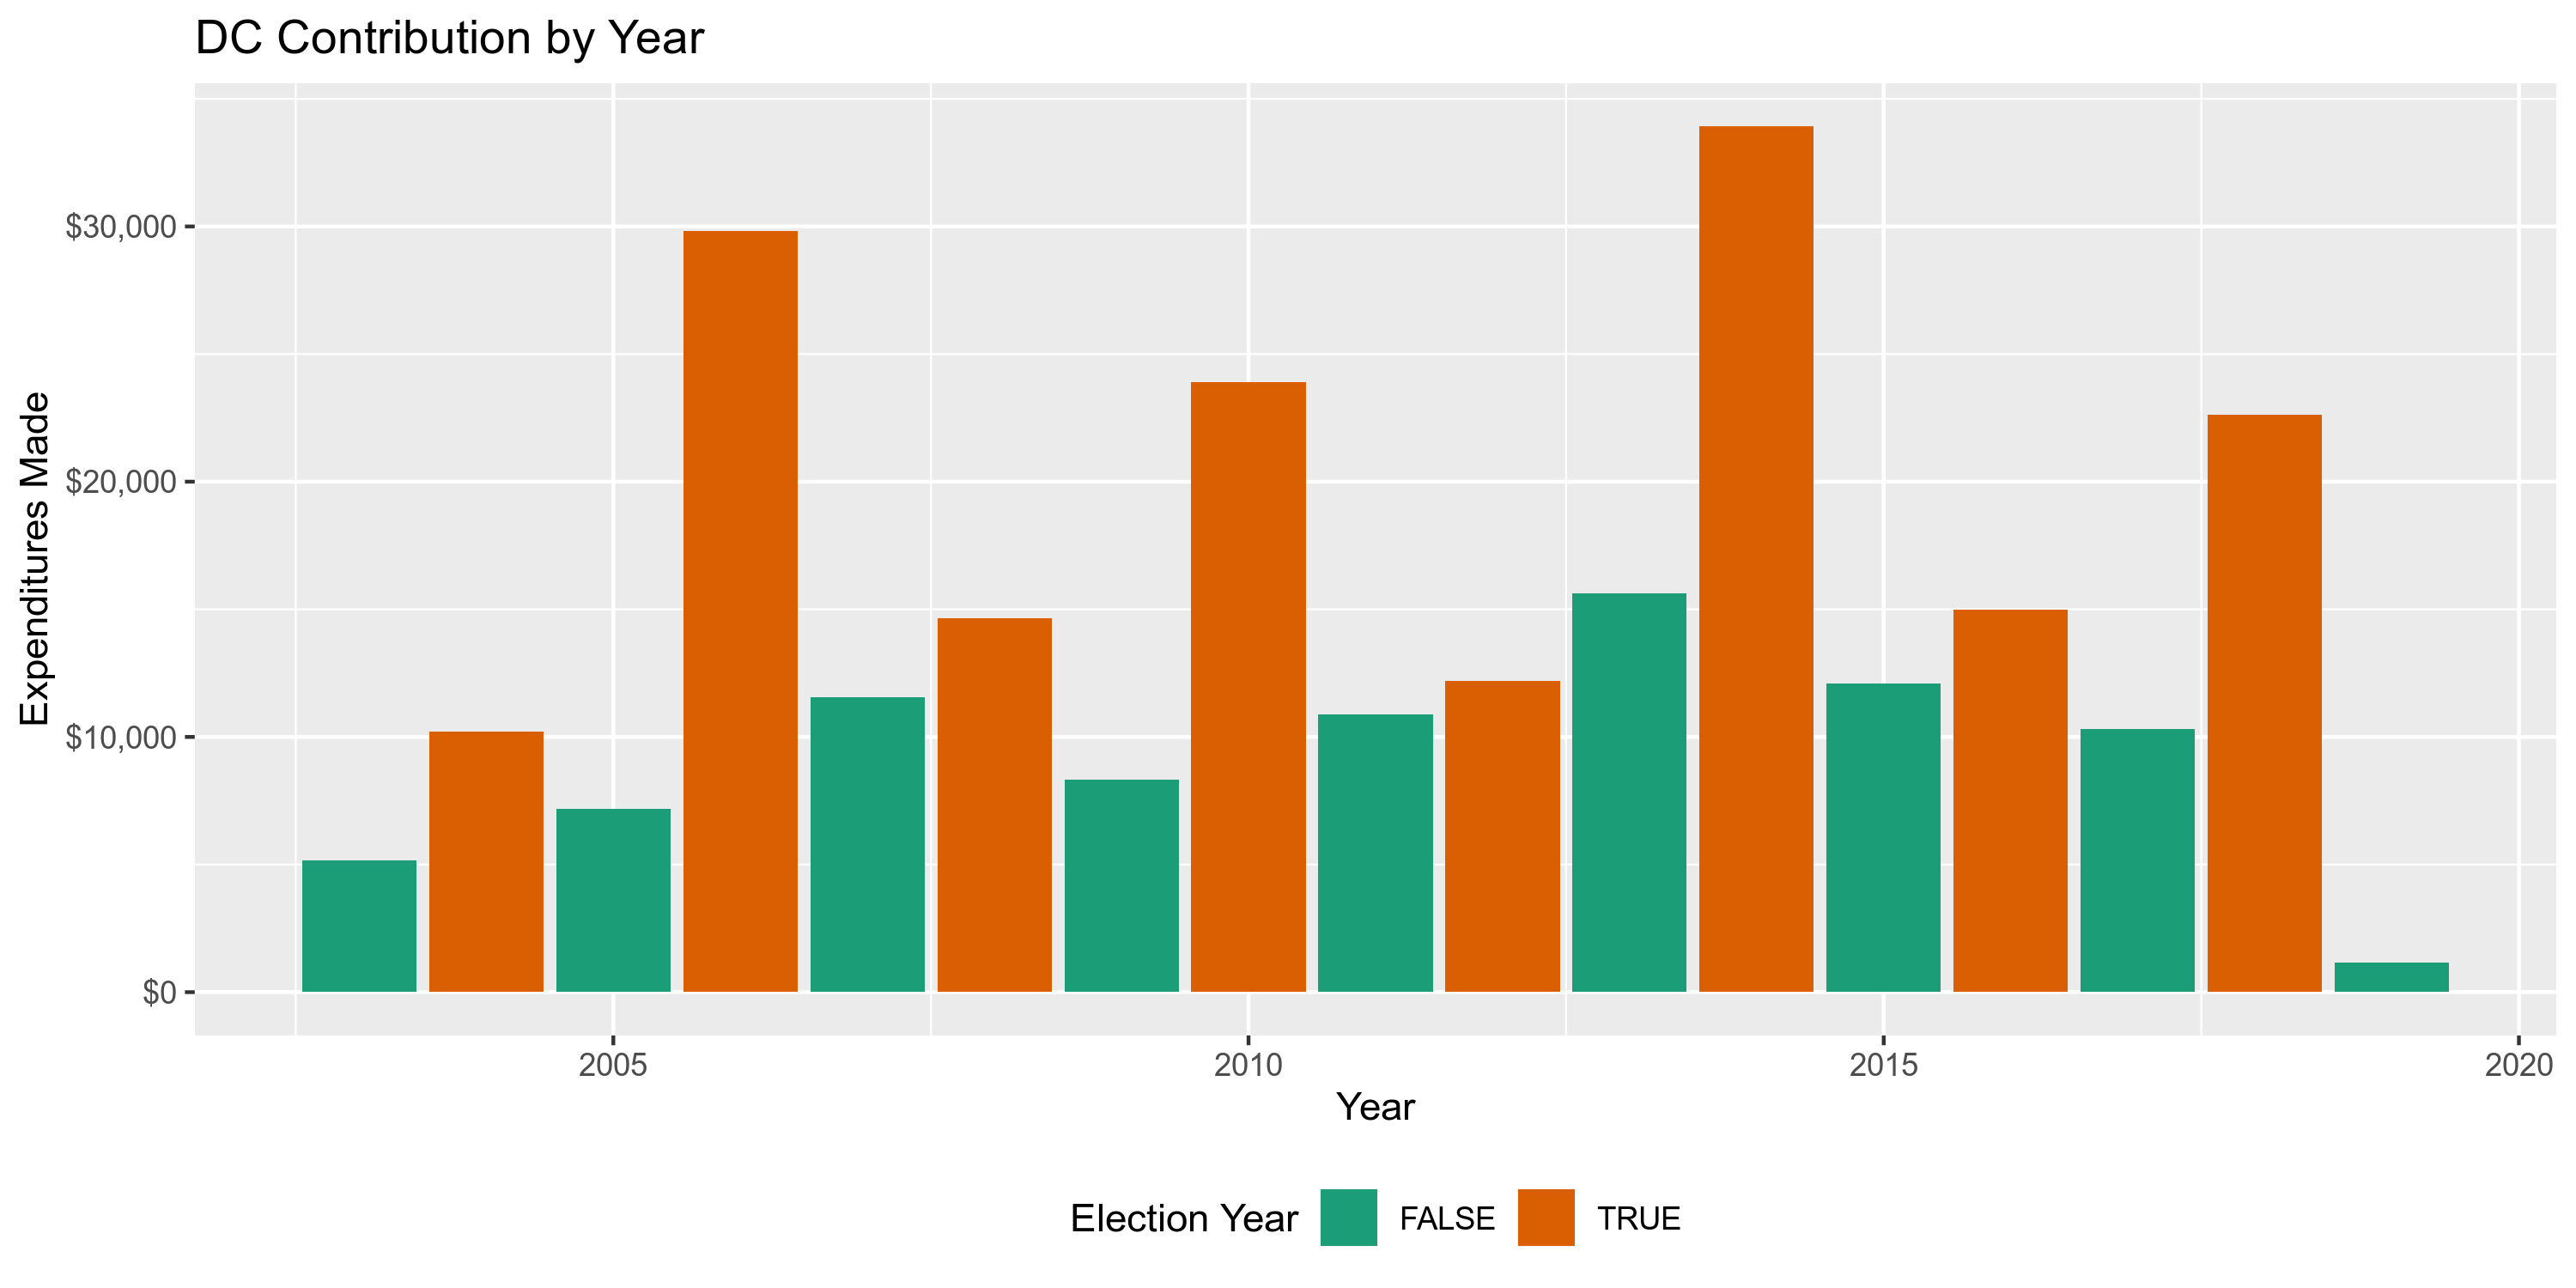 DC Contribution by Year
Expenditures Made
$30,000
$20,000
$10,000
$0
2005 2010 2015 2020
Year
Election Year FALSE TRUE